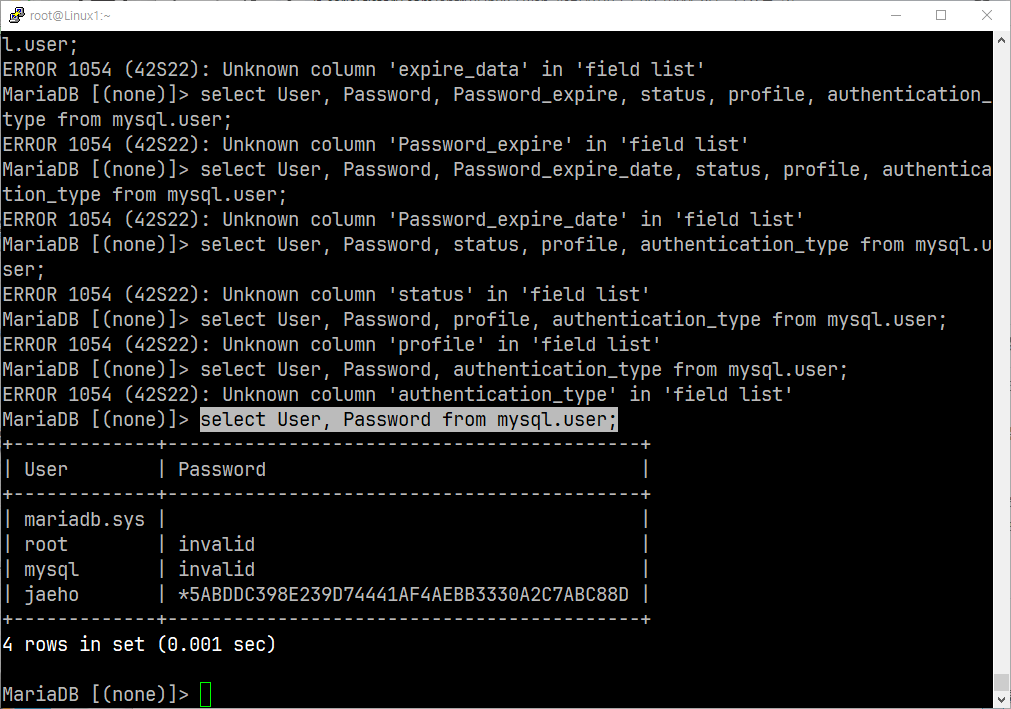 root@Linux1:~
l.user;
ERROR 1054 (42S22): Unknown column 'expire_data' in 'field list'
MariaDB [(none)]> select User, Password, Password_expire, status, profile, authentication_
type from mysql.user;
ERROR 1054 (42S22): Unknown column 'Password_expire' in 'field list'
MariaDB [(none)]> select User, Password, Password_expire_date, status, profile, authentica
tion_type from mysql.user;
ERROR 1054 (42S22): Unknown column 'Password_expire_date' in 'field list'
MariaDB [(none)]> select User, Password, status, profile, authentication_type from mysql.u
ser;
ERROR 1054 (42S22): Unknown column 'status' in 'field list'
MariaDB [(none)]> select User, Password, profile, authentication_type from mysql.user;
ERROR 1054 (42S22): Unknown column 'profile' in 'field list'
MariaDB [(none)]> select User, Password, authentication_type from mysql.user;
ERROR 1054 (42S22): Unknown column 'authentication_type' in 'field list'
MariaDB [(none)]> select User, Password from mysql.user;
+-------------+-------------------------------------------+
| User        | Password                                  |
+-------------+-------------------------------------------+
| mariadb.sys |                                           |
| root        | invalid                                   |
| mysql       | invalid                                   |
| jaeho       | *5ABDDC398E239D74441AF4AEBB3330A2C7ABC88D |
+-------------+-------------------------------------------+
4 rows in set (0.001 sec)
MariaDB [(none)]>